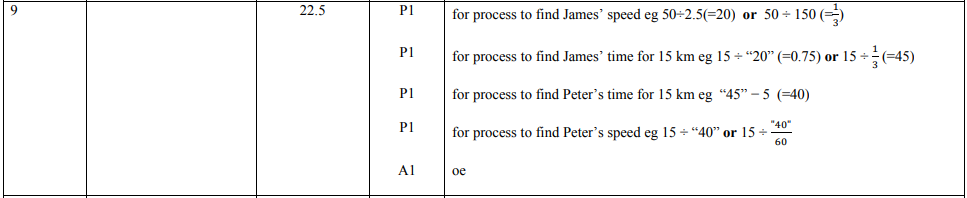 9 22.5 P1 for process to find James’ speed eg 50÷2.5(=20) or 50 ÷ 150 (=1/3)
P1 for process to find James’ time for 15 km eg 15 ÷ “20” (=0.75) or 15 ÷ 1/3 (=45)
P1 for process to find Peter’s time for 15 km eg “45” – 5 (=40)
P1 for process to find Peter’s speed eg 15 ÷ “40” or 15 ÷ "40"/60
A1 oe